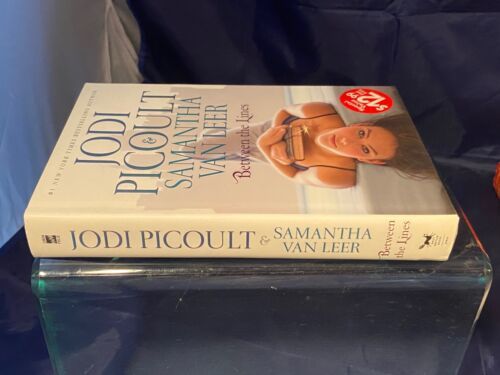 #1 NEW YORK TIMES BESTSELLING AUTHOR
JODI
PICOULT
&
SAMANTHA
VAN LEER
Between the Lines
JODI PICOULT & SAMANTHA
VAN LEER
Between
the Lines